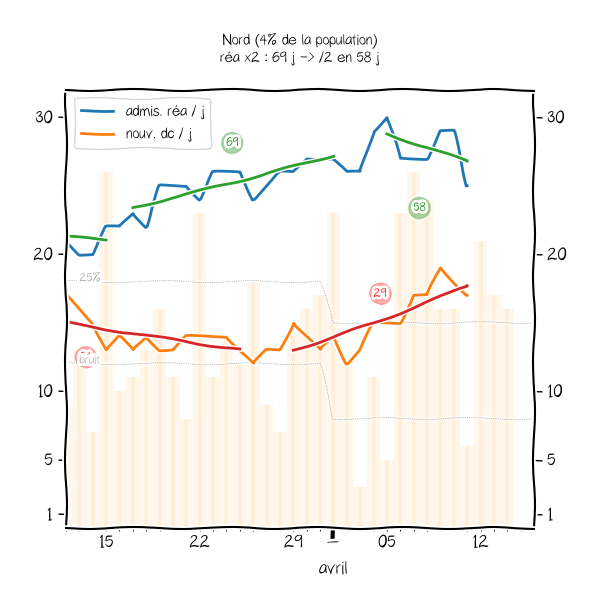 Nord (4% de la population)
réa x2 : 69 j -> /2 en 58 j
admis. réa / j
nouv. dc / j
69
58
29
25%
bruit
30
20
10
5
1
30
20
10
5
1
15 22 29 05 12
avril